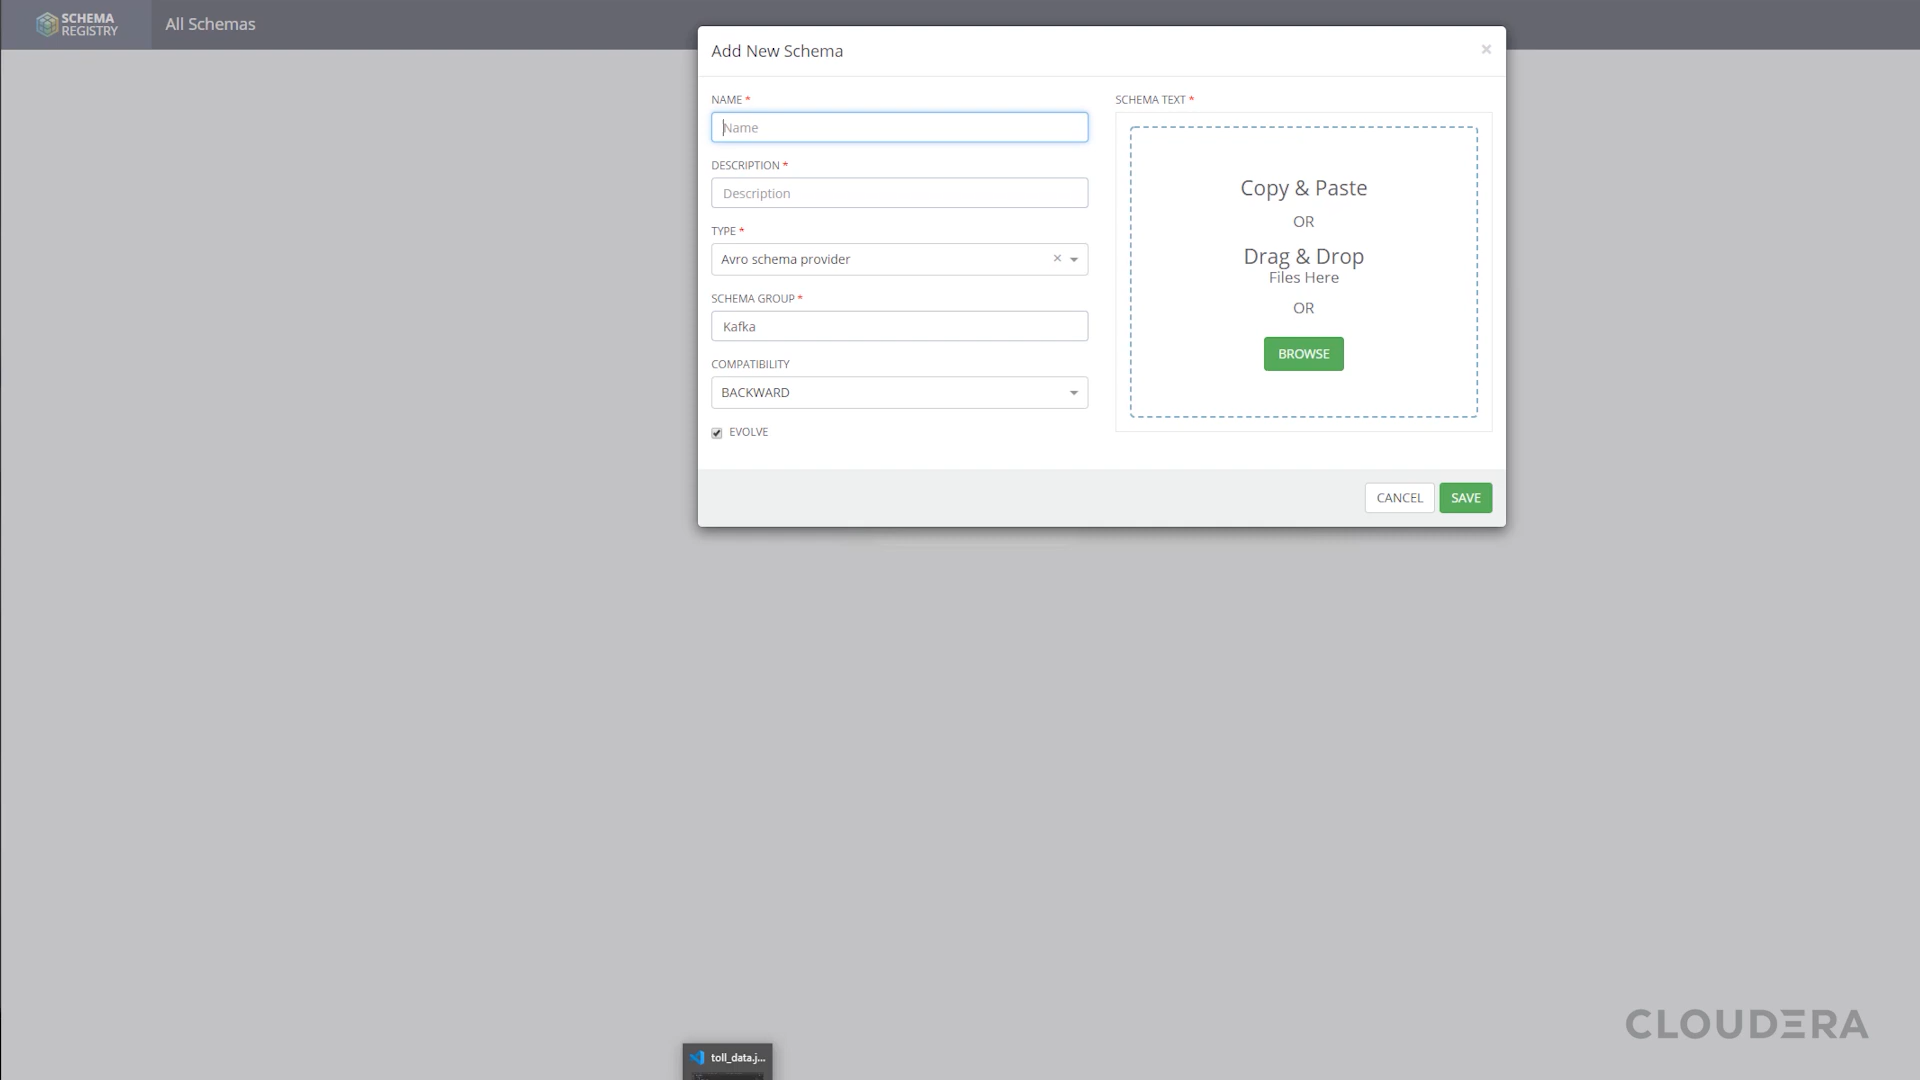 SCHEMA
REGISTRY
All Schemas
Add New Schema
×
NAME *
Name
DESCRIPTION *
Description
TYPE *
Avro schema provider
×
SCHEMA GROUP *
Kafka
COMPATIBILITY
BACKWARD
EVOLVE
SCHEMA TEXT *
Copy & Paste
OR
Drag & Drop
Files Here
OR
BROWSE
CANCEL
SAVE
CLOUDERA
toll_data.j...